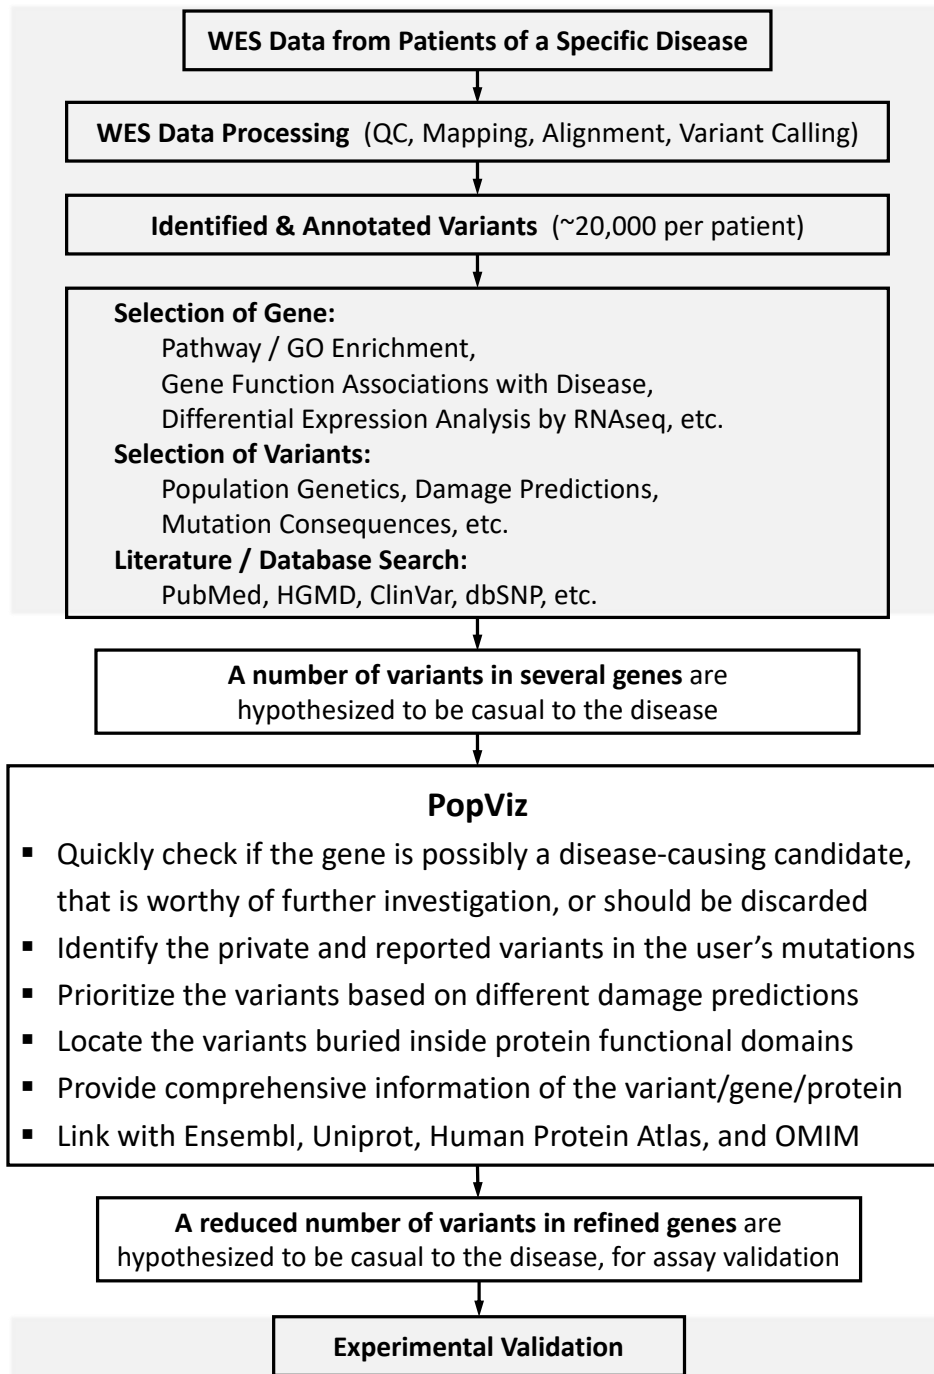 WES Data from Patients of a Specific Disease
WES Data Processing (QC, Mapping, Alignment, Variant Calling)
Identified & Annotated Variants (~20,000 per patient)
Selection of Gene:
Pathway / GO Enrichment,
Gene Function Associations with Disease,
Differential Expression Analysis by RNAseq, etc.
Selection of Variants:
Population Genetics, Damage Predictions,
Mutation Consequences, etc.
Literature / Database Search:
PubMed, HGMD, ClinVar, dbSNP, etc.
A number of variants in several genes are
hypothesized to be casual to the disease
PopViz
▪ Quickly check if the gene is possibly a disease-causing candidate,
that is worthy of further investigation, or should be discarded
▪ Identify the private and reported variants in the user’s mutations
▪ Prioritize the variants based on different damage predictions
▪ Locate the variants buried inside protein functional domains
▪ Provide comprehensive information of the variant/gene/protein
▪ Link with Ensembl, Uniprot, Human Protein Atlas, and OMIM
A reduced number of variants in refined genes are
hypothesized to be casual to the disease, for assay validation
Experimental Validation